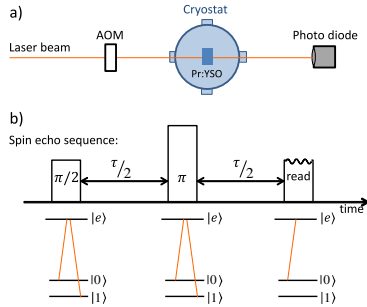 a)
Cryostat
AOM
Laser beam
Photo diode
Pr:YSO
b)
Spin echo sequence:
π/2
τ/2
π
τ/2
read
time
|e⟩
|e⟩
|e⟩
|0⟩
|0⟩
|0⟩
|1⟩
|1⟩
|1⟩